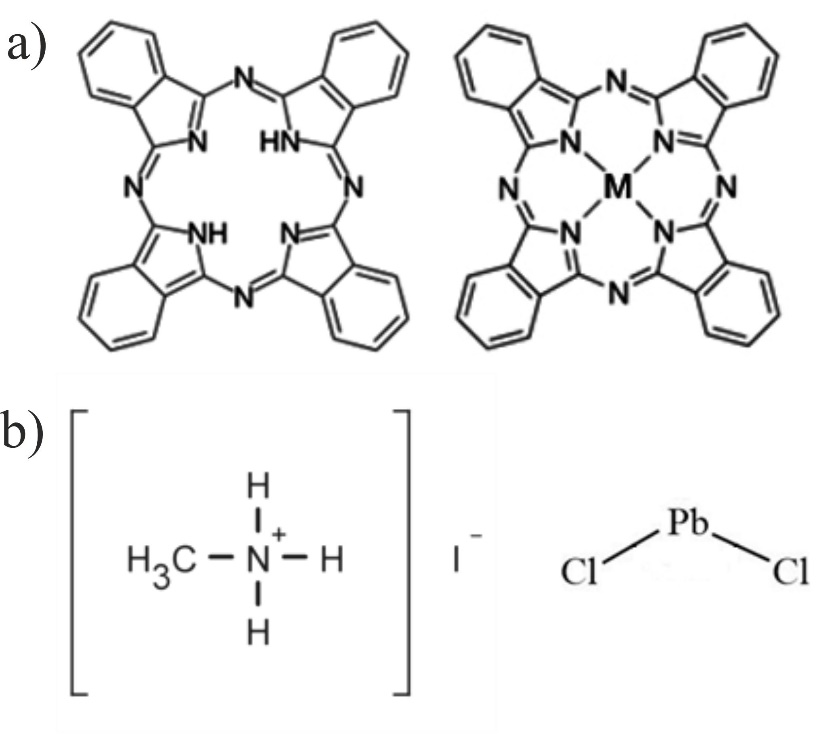 a)
N N
N HN N N
N N M N
NH N N N
N N
b)
H
H3C N + H I -
H
Pb
Cl Cl